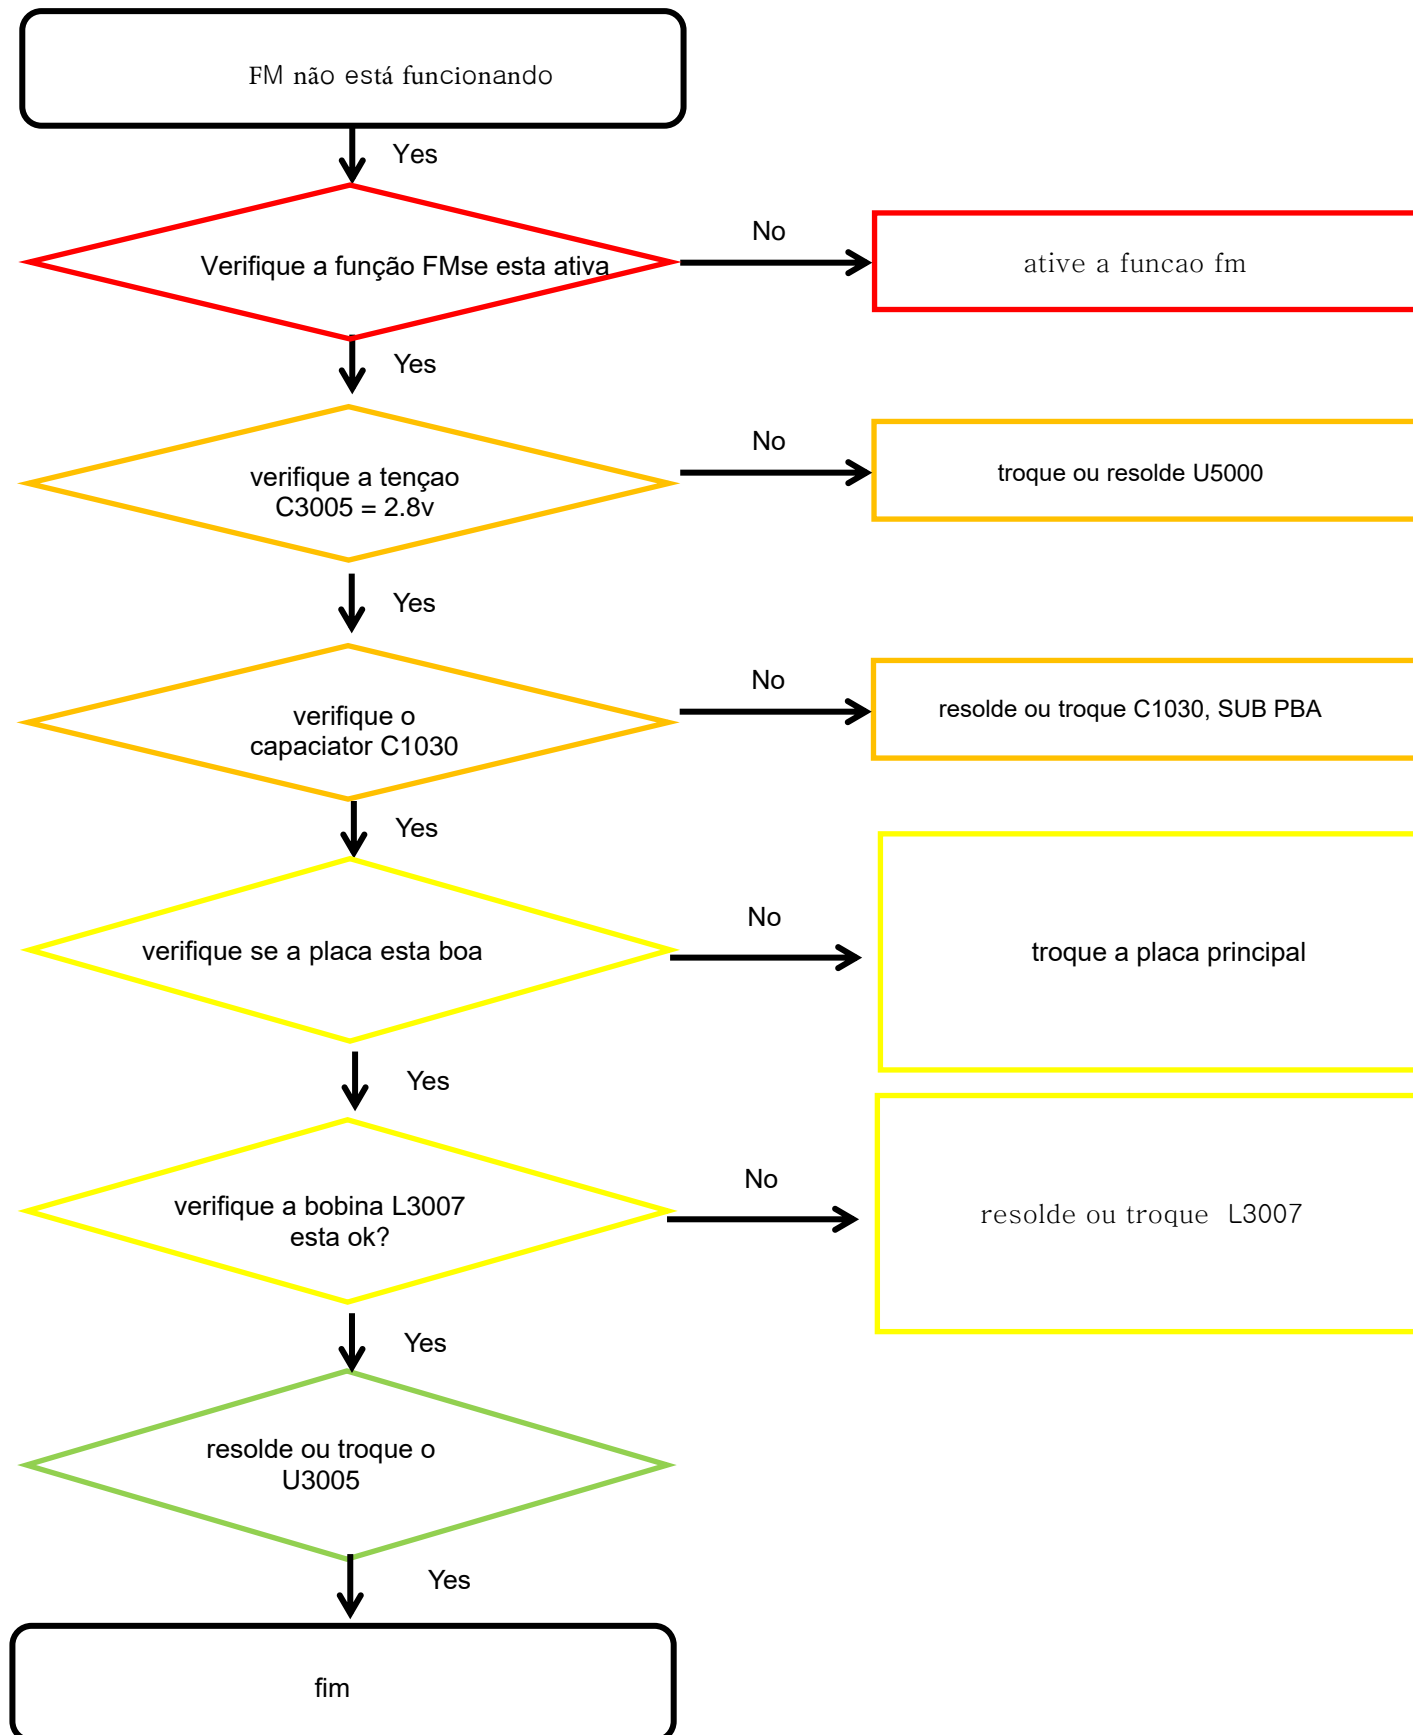 FM não está funcionando
Yes
Verifique a função FMse esta ativa
No
ative a funcao fm
Yes
verifique a tençao
C3005 = 2.8v
No
troque ou resolde U5000
Yes
verifique o
capaciator C1030
No
resolde ou troque C1030, SUB PBA
Yes
verifique se a placa esta boa
No
troque a placa principal
Yes
verifique a bobina L3007
esta ok?
No
resolde ou troque L3007
Yes
resolde ou troque o
U3005
Yes
fim